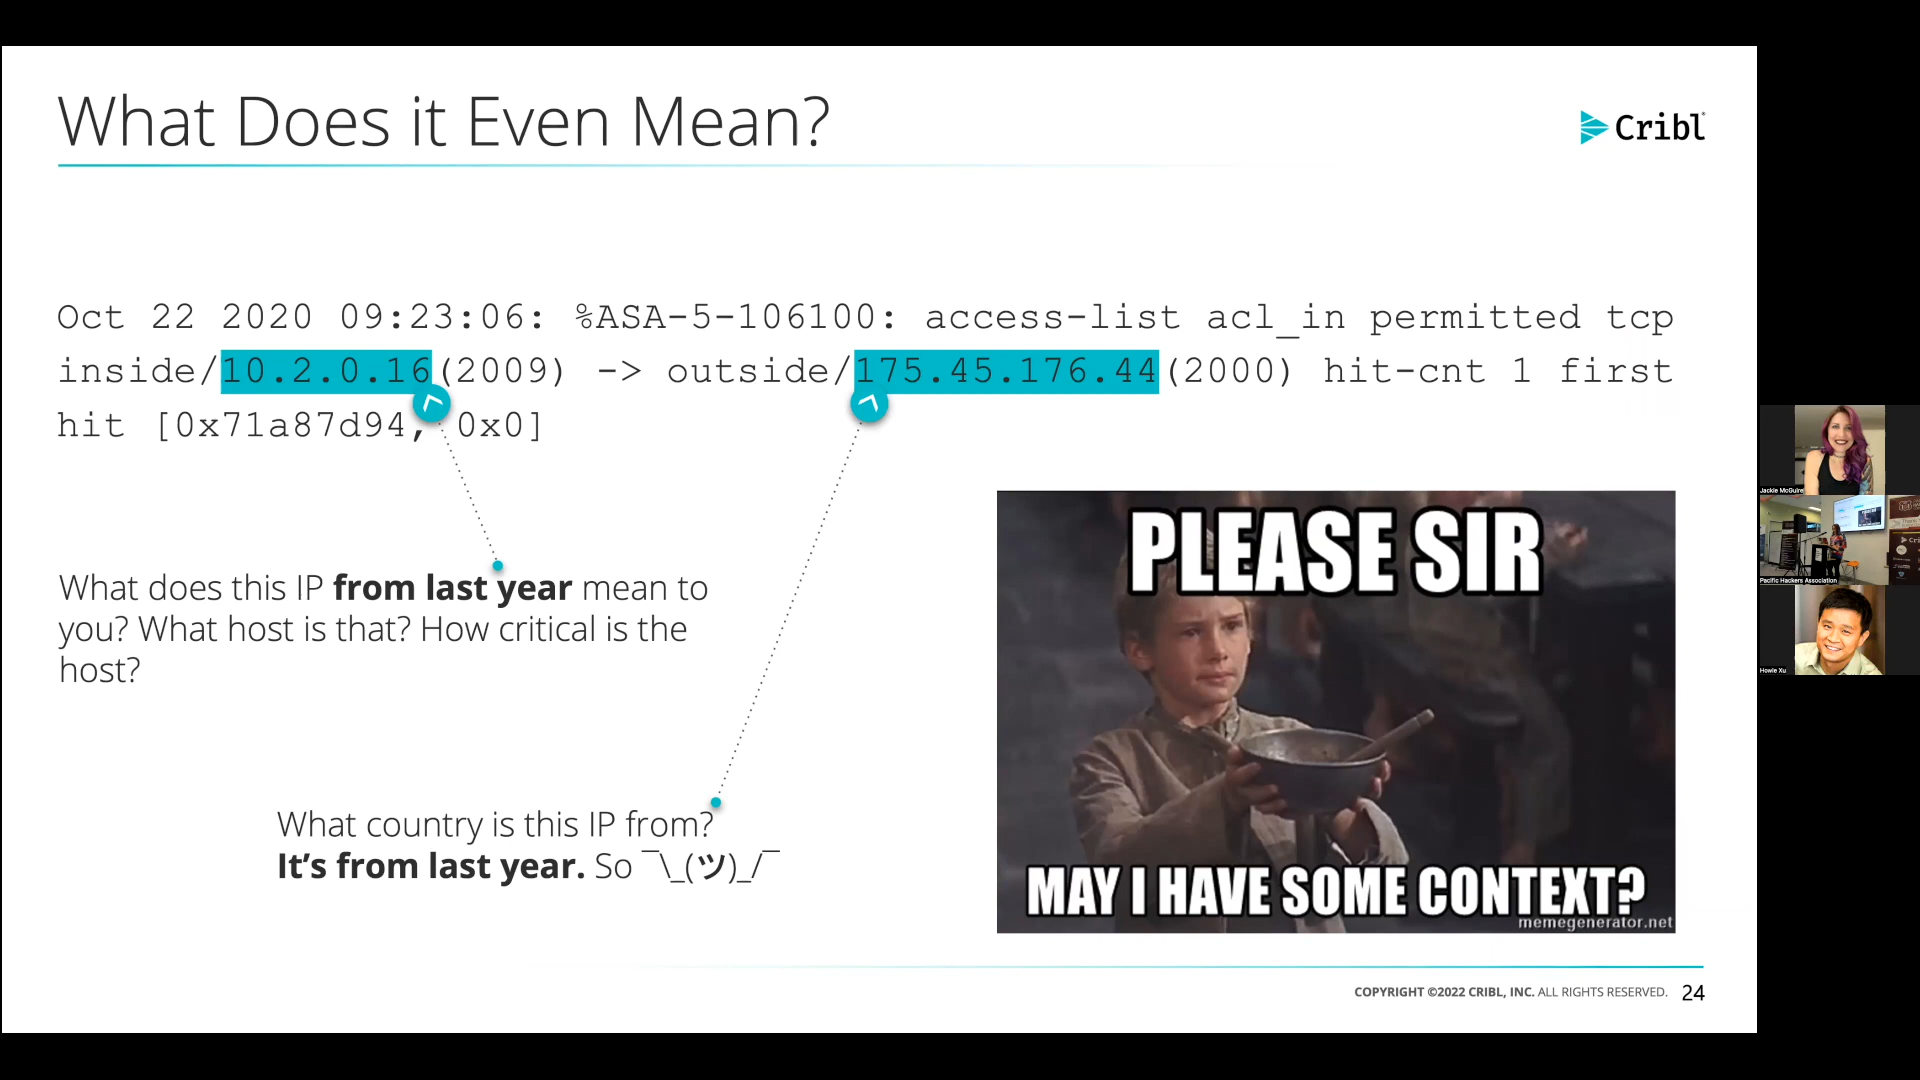 What Does it Even Mean?
Cribl
Oct 22 2020 09:23:06: %ASA-5-106100: access-list acl_in permitted tcp
inside/10.2.0.16(2009) -> outside/175.45.176.44(2000) hit-cnt 1 first
hit [0x71a87d94, 0x0]
What does this IP from last year mean to
you? What host is that? How critical is the
host?
What country is this IP from?
It's from last year. So ¯\_(ツ)_/¯
PLEASE SIR
MAY I HAVE SOME CONTEXT?
memegenerator.net
COPYRIGHT ©2022 CRIBL, INC. ALL RIGHTS RESERVED. 24
Jackie McGuire
Pacific Hackers Association
Howie Xu